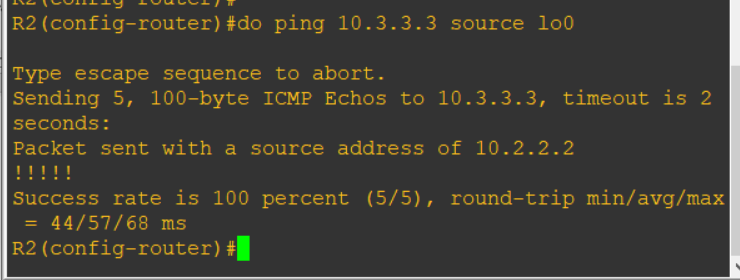 R2(config-router)#
R2(config-router)#do ping 10.3.3.3 source lo0
Type escape sequence to abort.
Sending 5, 100-byte ICMP Echos to 10.3.3.3, timeout is 2
seconds:
Packet sent with a source address of 10.2.2.2
!!!!!
Success rate is 100 percent (5/5), round-trip min/avg/max
= 44/57/68 ms
R2(config-router)#